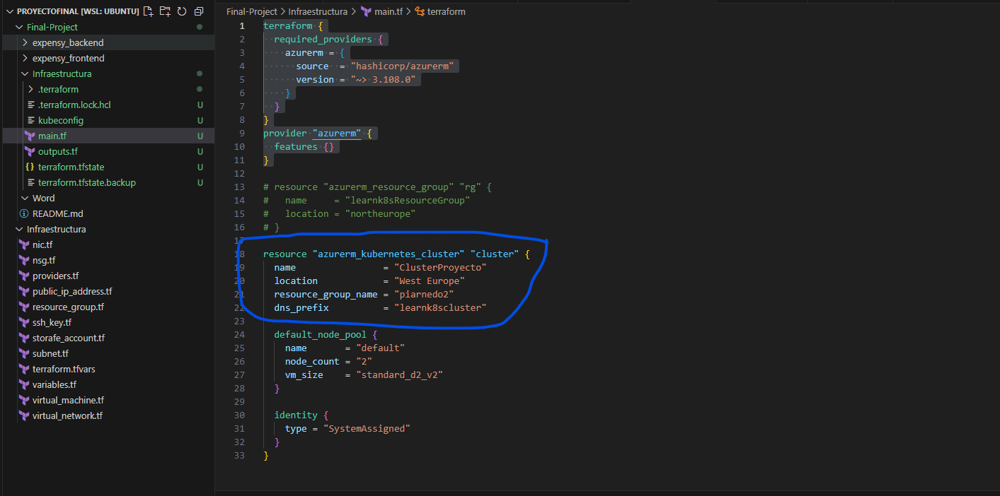 PROYECTOFINAL [WSL: UBUNTU]
Final-Project
expensy_backend
expensy_frontend
Infraestructura
.terraform
.terraform.lock.hcl U
kubeconfig U
main.tf U
outputs.tf U
terraform.tfstate U
terraform.tfstate.backup U
Word
README.md
Infraestructura
nic.tf
nsg.tf
providers.tf
public_ip_address.tf
resource_group.tf
ssh_key.tf
storafe_account.tf
subnet.tf
terraform.tfvars
variables.tf
virtual_machine.tf
virtual_network.tf
Final-Project > Infraestructura > main.tf > terraform
1 terraform {
2   required_providers {
3     azurerm = {
4       source  = "hashicorp/azurerm"
5       version = "~> 3.108.0"
6     }
7   }
8 }
9 provider "azurerm" {
10   features {}
11 }
12
13 # resource "azurerm_resource_group" "rg" {
14 #   name     = "learnk8sResourceGroup"
15 #   location = "northeurope"
16 # }
17
18 resource "azurerm_kubernetes_cluster" "cluster" {
19   name                = "ClusterProyecto"
20   location            = "West Europe"
21   resource_group_name = "piarnedo2"
22   dns_prefix          = "learnk8scluster"
23
24   default_node_pool {
25     name       = "default"
26     node_count = "2"
27     vm_size    = "standard_d2_v2"
28   }
29
30   identity {
31     type = "SystemAssigned"
32   }
33 }